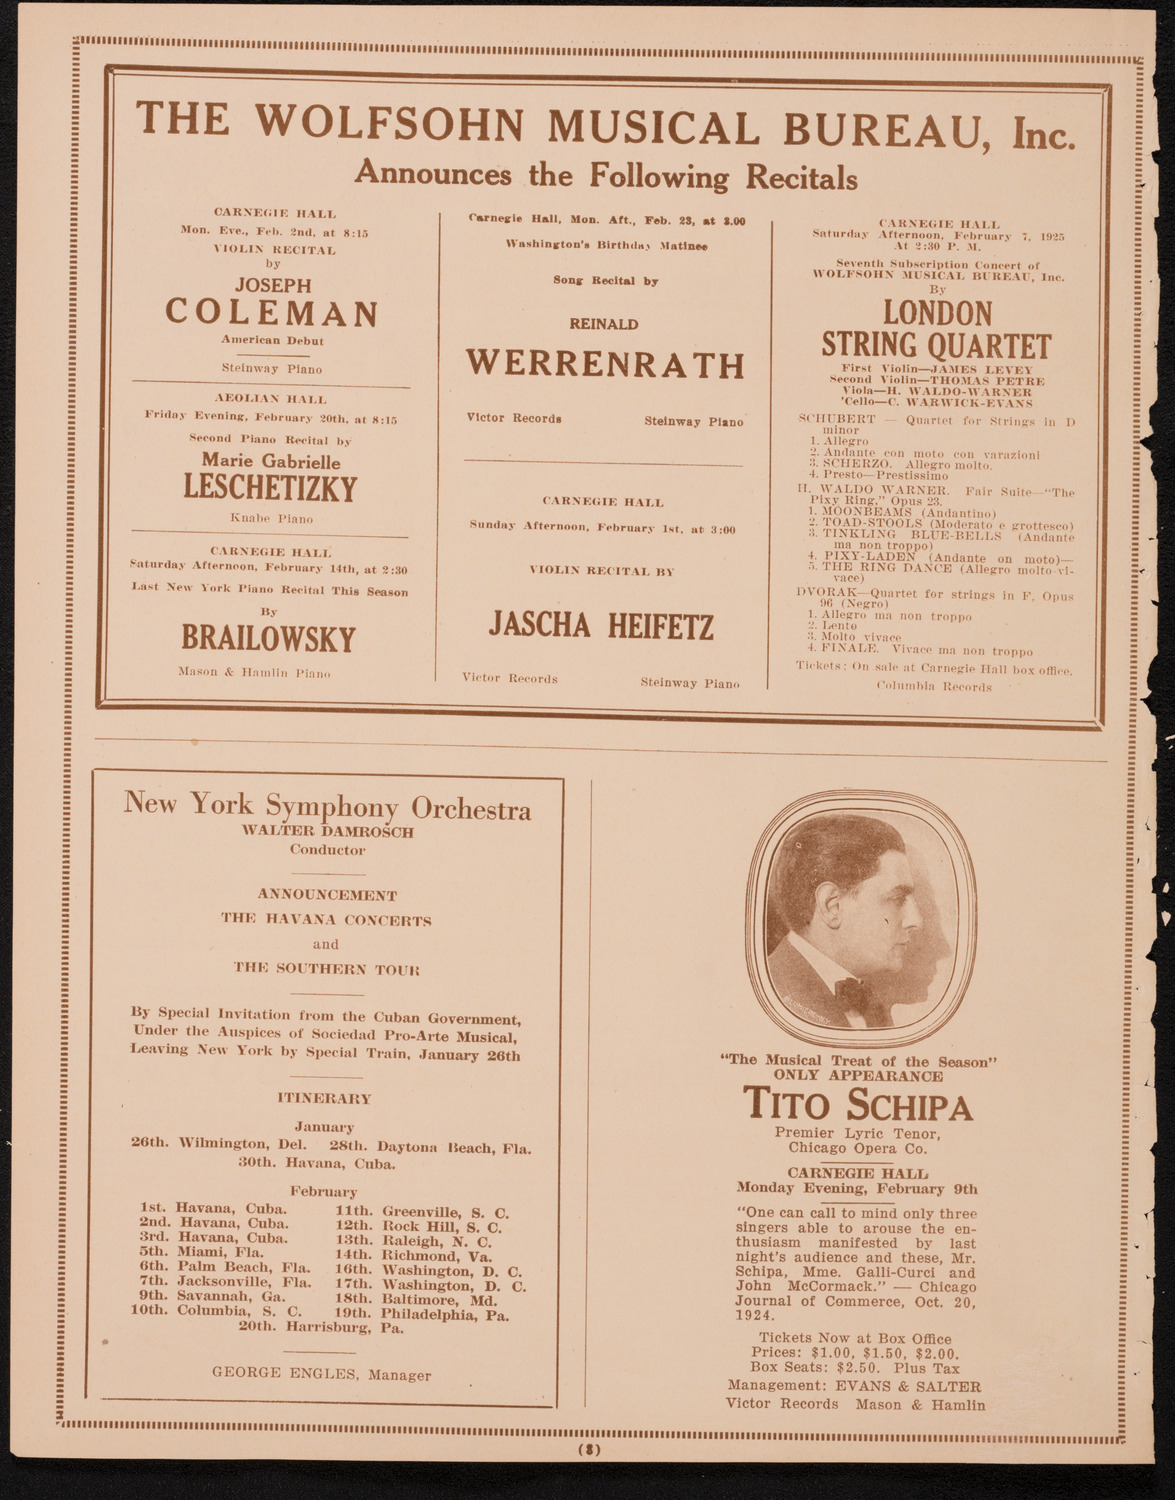 THE WOLFSOHN MUSICAL BUREAU, Inc.
Announces the Following Recitals
CARNEGIE HALL
Mon. Eve., Feb. 2nd, at 8:15
VIOLIN RECITAL
by
JOSEPH
COLEMAN
American Debut
Steinway Piano
AEOLIAN HALL
Friday Evening, February 20th, at 8:15
Second Piano Recital by
Marie Gabrielle
LESCHETIZKY
Knabe Piano
CARNEGIE HALL
Saturday Afternoon, February 14th, at 2:30
Last New York Piano Recital This Season
By
BRAILOWSKY
Mason & Hamlin Piano
Carnegie Hall, Mon. Aft., Feb. 23, at 3.00
Washington's Birthday Matinee
Song Recital by
REINALD
WERRENRATH
Victor Records Steinway Piano
CARNEGIE HALL
Sunday Afternoon, February 1st, at 3:00
VIOLIN RECITAL BY
JASCHA HEIFETZ
Victor Records Steinway Piano
CARNEGIE HALL
Saturday Afternoon, February 7, 1925
At 2:30 P. M.
Seventh Subscription Concert of
WOLFSOHN MUSICAL BUREAU, Inc.
By
LONDON
STRING QUARTET
First Violin—JAMES LEVEY
Second Violin—THOMAS PETRE
Viola—H. WALDO-WARNER
'Cello—C. WARWICK-EVANS
SCHUBERT — Quartet for Strings in D
minor
1. Allegro
2. Andante con moto con varazioni
3. SCHERZO. Allegro molto.
4. Presto—Prestissimo
H. WALDO WARNER. Fair Suite—"The
Pixy Ring," Opus 23.
1. MOONBEAMS (Andantino)
2. TOAD-STOOLS (Moderato e grottesco)
3. TINKLING BLUE-BELLS (Andante
ma non troppo)
4. PIXY-LADEN (Andante on moto)—
5. THE RING DANCE (Allegro molto vi-
vace)
DVORAK—Quartet for strings in F, Opus
96 (Negro)
1. Allegro ma non troppo
2. Lento
3. Molto vivace
4. FINALE. Vivace ma non troppo
Tickets: On sale at Carnegie Hall box office.
Columbia Records
New York Symphony Orchestra
WALTER DAMROSCH
Conductor
ANNOUNCEMENT
THE HAVANA CONCERTS
and
THE SOUTHERN TOUR
By Special Invitation from the Cuban Government,
Under the Auspices of Sociedad Pro-Arte Musical,
Leaving New York by Special Train, January 26th
ITINERARY
January
26th. Wilmington, Del. 28th. Daytona Beach, Fla.
30th. Havana, Cuba.
February
1st. Havana, Cuba.
2nd. Havana, Cuba.
3rd. Havana, Cuba.
5th. Miami, Fla.
6th. Palm Beach, Fla.
7th. Jacksonville, Fla.
9th. Savannah, Ga.
10th. Columbia, S. C.
11th. Greenville, S. C.
12th. Rock Hill, S. C.
13th. Raleigh, N. C.
14th. Richmond, Va.
16th. Washington, D. C.
17th. Washington, D. C.
18th. Baltimore, Md.
19th. Philadelphia, Pa.
20th. Harrisburg, Pa.
GEORGE ENGLES, Manager
"The Musical Treat of the Season"
ONLY APPEARANCE
TITO SCHIPA
Premier Lyric Tenor,
Chicago Opera Co.
CARNEGIE HALL
Monday Evening, February 9th
"One can call to mind only three
singers able to arouse the en-
thusiasm manifested by last
night's audience and these, Mr.
Schipa, Mme. Galli-Curci and
John McCormack." — Chicago
Journal of Commerce, Oct. 20,
1924.
Tickets Now at Box Office
Prices: $1.00, $1.50, $2.00.
Box Seats: $2.50. Plus Tax
Management: EVANS & SALTER
Victor Records Mason & Hamlin
(8)